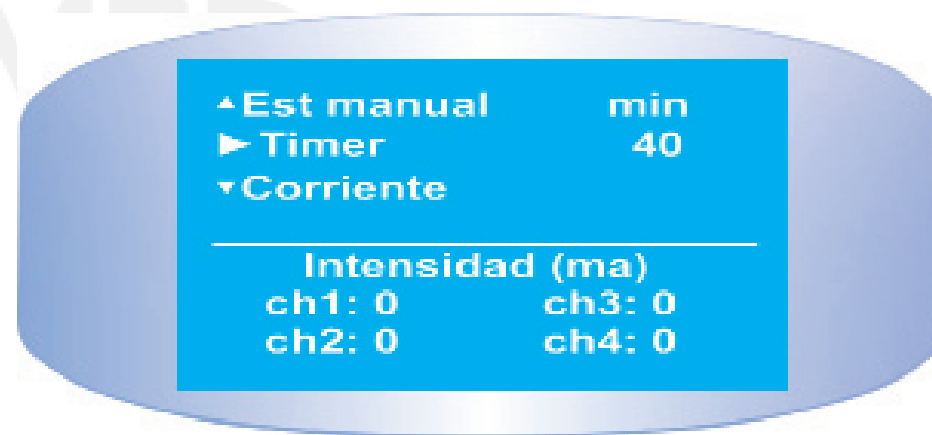 ▲Est manual min
►Timer 40
▼Corriente
Intensidad (ma)
ch1: 0 ch3: 0
ch2: 0 ch4: 0